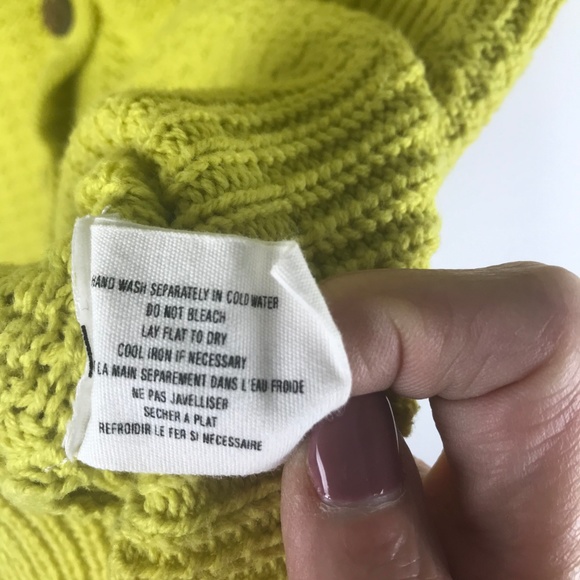 HAND WASH SEPARATELY IN COLD WATER
DO NOT BLEACH
LAY FLAT TO DRY
COOL IRON IF NECESSARY
LA MAIN SEPAREMENT DANS L'EAU FROIDE
NE PAS JAVELLISER
SECHER A PLAT
REFROIDIR LE FER SI NECESSAIRE